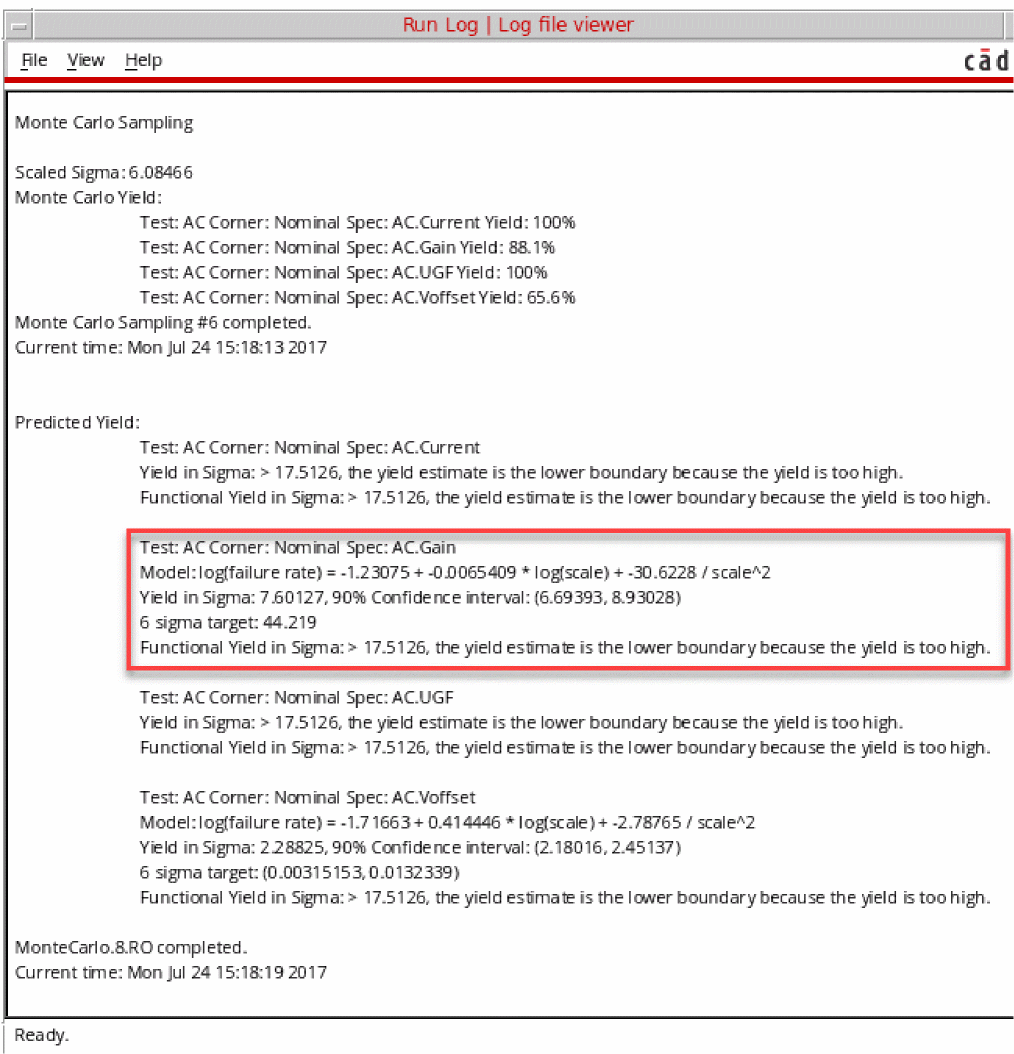 Run Log | Log file viewer
File View Help
cād
Monte Carlo Sampling
Scaled Sigma: 6.08466
Monte Carlo Yield:
Test: AC Corner: Nominal Spec: AC.Current Yield: 100%
Test: AC Corner: Nominal Spec: AC.Gain Yield: 88.1%
Test: AC Corner: Nominal Spec: AC.UGF Yield: 100%
Test: AC Corner: Nominal Spec: AC.Voffset Yield: 65.6%
Monte Carlo Sampling #6 completed.
Current time: Mon Jul 24 15:18:13 2017
Predicted Yield:
Test: AC Corner: Nominal Spec: AC.Current
Yield in Sigma: > 17.5126, the yield estimate is the lower boundary because the yield is too high.
Functional Yield in Sigma: > 17.5126, the yield estimate is the lower boundary because the yield is too high.
Test: AC Corner: Nominal Spec: AC.Gain
Model: log(failure rate) = -1.23075 + -0.0065409 * log(scale) + -30.6228 / scale^2
Yield in Sigma: 7.60127, 90% Confidence interval: (6.69393, 8.93028)
6 sigma target: 44.219
Functional Yield in Sigma: > 17.5126, the yield estimate is the lower boundary because the yield is too high.
Test: AC Corner: Nominal Spec: AC.UGF
Yield in Sigma: > 17.5126, the yield estimate is the lower boundary because the yield is too high.
Functional Yield in Sigma: > 17.5126, the yield estimate is the lower boundary because the yield is too high.
Test: AC Corner: Nominal Spec: AC.Voffset
Model: log(failure rate) = -1.71663 + 0.414446 * log(scale) + -2.78765 / scale^2
Yield in Sigma: 2.28825, 90% Confidence interval: (2.18016, 2.45137)
6 sigma target: (0.00315153, 0.0132339)
Functional Yield in Sigma: > 17.5126, the yield estimate is the lower boundary because the yield is too high.
MonteCarlo.8.RO completed.
Current time: Mon Jul 24 15:18:19 2017
Ready.